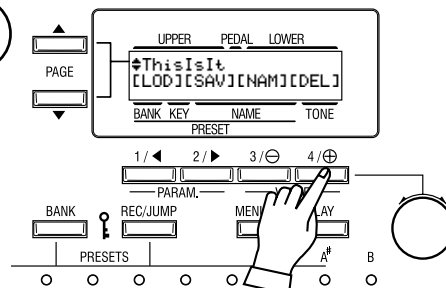 UPPER PEDAL LOWER
PAGE
ThisIsIt
[LOD][SAV][NAM][DEL]
BANK KEY NAME TONE
PRESET
1/◀ 2/▶ 3/⊖ 4/⊕
PARAM.
BANK REC/JUMP
PRESETS
A# B